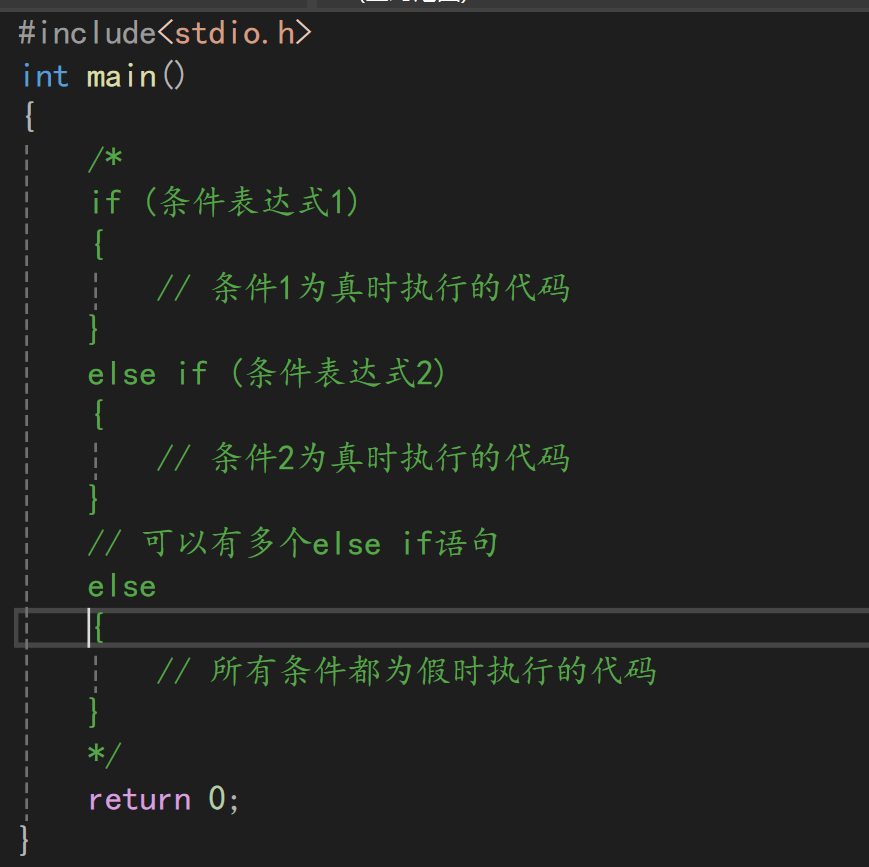 #include<stdio.h>
int main()
{
/*
if (条件表达式1)
{
// 条件1为真时执行的代码
}
else if (条件表达式2)
{
// 条件2为真时执行的代码
}
// 可以有多个else if语句
else
{
// 所有条件都为假时执行的代码
}
*/
return 0;
}